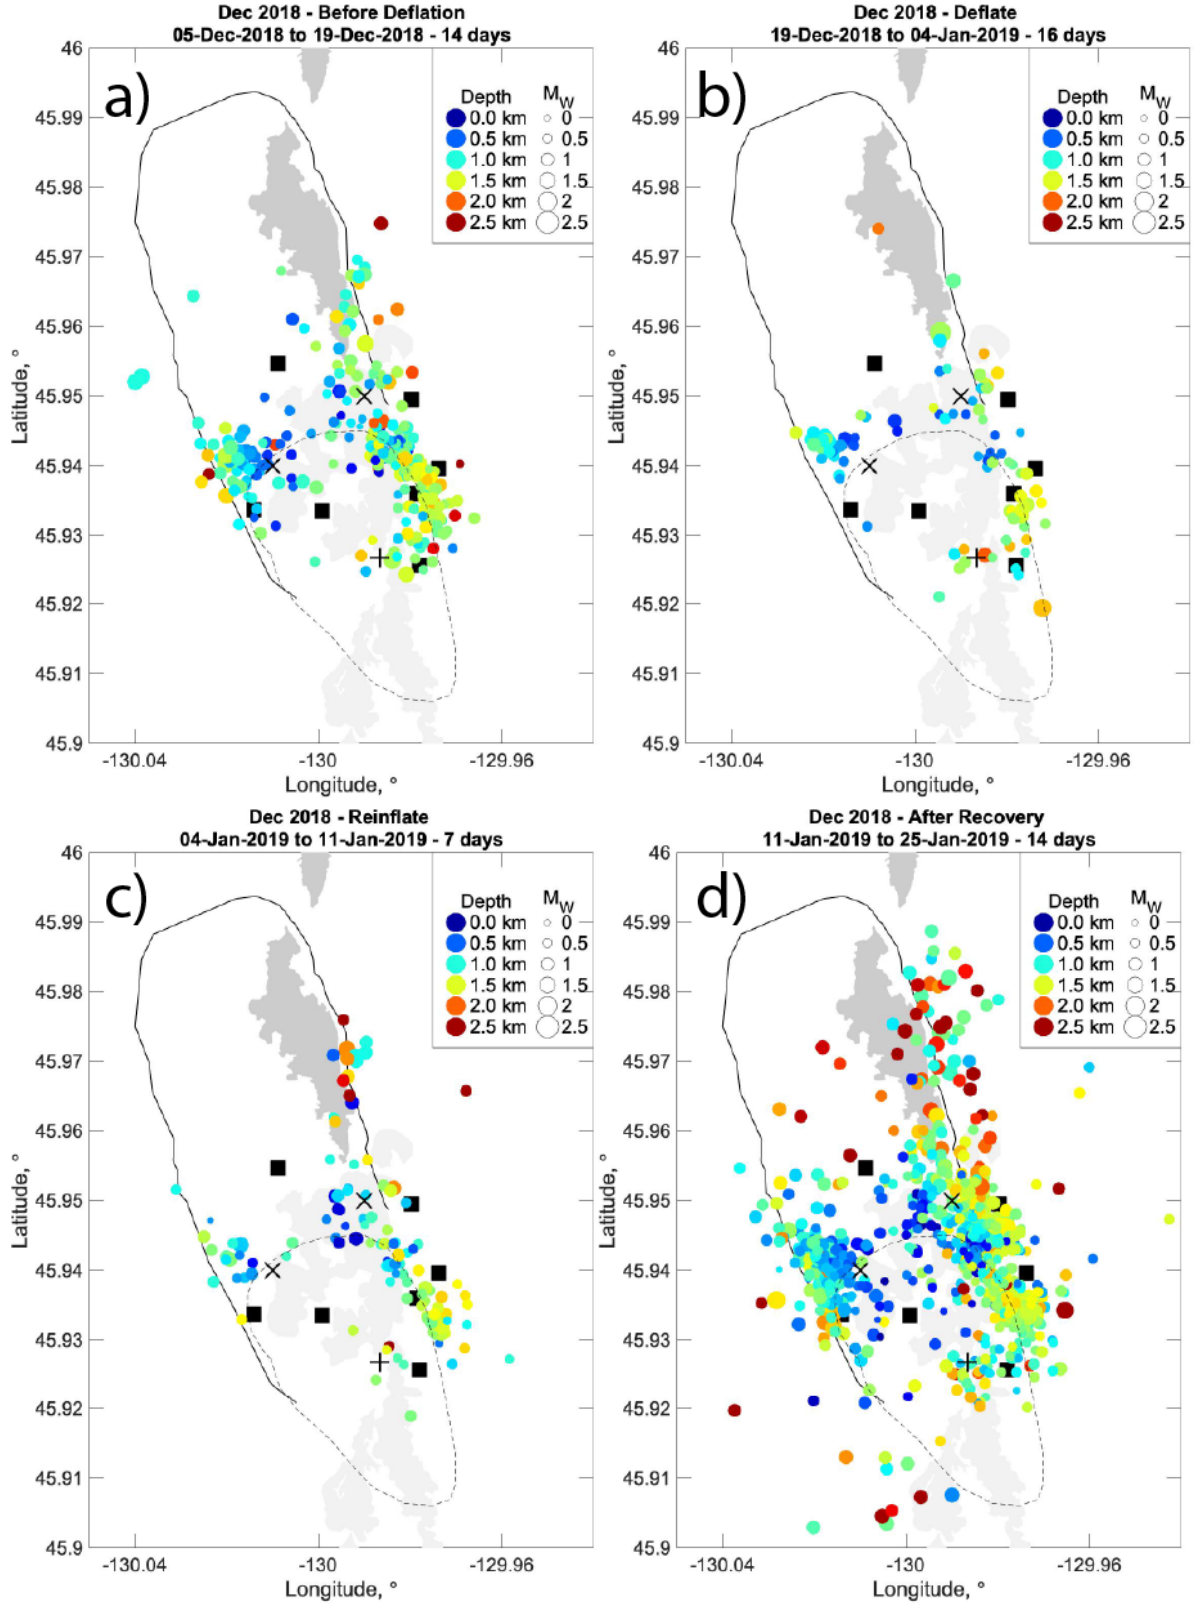 Dec 2018 - Before Deflation
05-Dec-2018 to 19-Dec-2018 - 14 days
a)
Depth M_W
0.0 km 0
0.5 km 0.5
1.0 km 1
1.5 km 1.5
2.0 km 2
2.5 km 2.5
46
45.99
45.98
45.97
45.96
45.95
45.94
45.93
45.92
45.91
45.9
Latitude, °
-130.04 -130 -129.96
Longitude, °
Dec 2018 - Deflate
19-Dec-2018 to 04-Jan-2019 - 16 days
b)
Depth M_W
0.0 km 0
0.5 km 0.5
1.0 km 1
1.5 km 1.5
2.0 km 2
2.5 km 2.5
46
45.99
45.98
45.97
45.96
45.95
45.94
45.93
45.92
45.91
45.9
Latitude, °
-130.04 -130 -129.96
Longitude, °
Dec 2018 - Reinflate
04-Jan-2019 to 11-Jan-2019 - 7 days
c)
Depth M_W
0.0 km 0
0.5 km 0.5
1.0 km 1
1.5 km 1.5
2.0 km 2
2.5 km 2.5
46
45.99
45.98
45.97
45.96
45.95
45.94
45.93
45.92
45.91
45.9
Latitude, °
-130.04 -130 -129.96
Longitude, °
Dec 2018 - After Recovery
11-Jan-2019 to 25-Jan-2019 - 14 days
d)
Depth M_W
0.0 km 0
0.5 km 0.5
1.0 km 1
1.5 km 1.5
2.0 km 2
2.5 km 2.5
46
45.99
45.98
45.97
45.96
45.95
45.94
45.93
45.92
45.91
45.9
Latitude, °
-130.04 -130 -129.96
Longitude, °